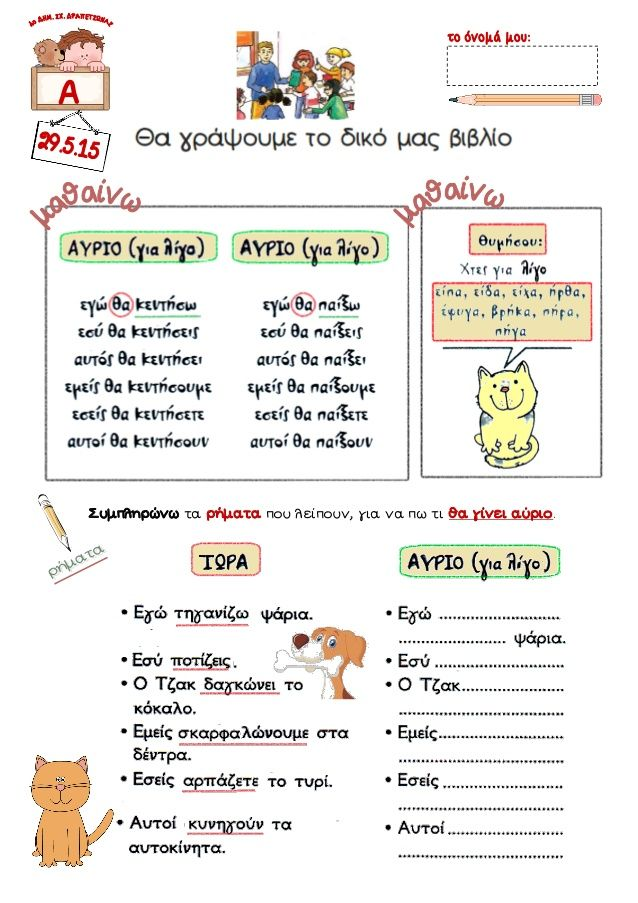 1ο ΔΗΜ. ΣΧ. ΔΡΑΠΕΤΣΩΝΑΣ
Α
29.5.15
το όνομά μου:
Θα γράψουμε το δικό μας βιβλίο
μαθαίνω
ΑΥΡΙΟ (για λίγο)
εγώ θα κεντήσω
εσύ θα κεντήσεις
αυτός θα κεντήσει
εμείς θα κεντήσουμε
εσείς θα κεντήσετε
αυτοί θα κεντήσουν
ΑΥΡΙΟ (για λίγο)
εγώ θα παίξω
εσύ θα παίξεις
αυτός θα παίξει
εμείς θα παίξουμε
εσείς θα παίξετε
αυτοί θα παίξουν
μαθαίνω
θυμήσου:
Χτες για λίγο
είπα, είδα, είχα, ήρθα,
έφυγα, βρήκα, πήρα,
πήγα
Συμπληρώνω τα ρήματα που λείπουν, για να πω τι θα γίνει αύριο.
ρήματα
ΤΩΡΑ
• Εγώ τηγανίζω ψάρια.
• Εσύ ποτίζεις.
• Ο Τζακ δαγκώνει το
κόκαλο.
• Εμείς σκαρφαλώνουμε στα
δέντρα.
• Εσείς αρπάζετε το τυρί.
• Αυτοί κυνηγούν τα
αυτοκίνητα.
ΑΥΡΙΟ (για λίγο)
• Εγώ ...........................
........................ ψάρια.
• Εσύ .............................
• Ο Τζακ.......................
.....................................
• Εμείς............................
.....................................
• Εσείς ...........................
.....................................
• Αυτοί ..........................
.....................................